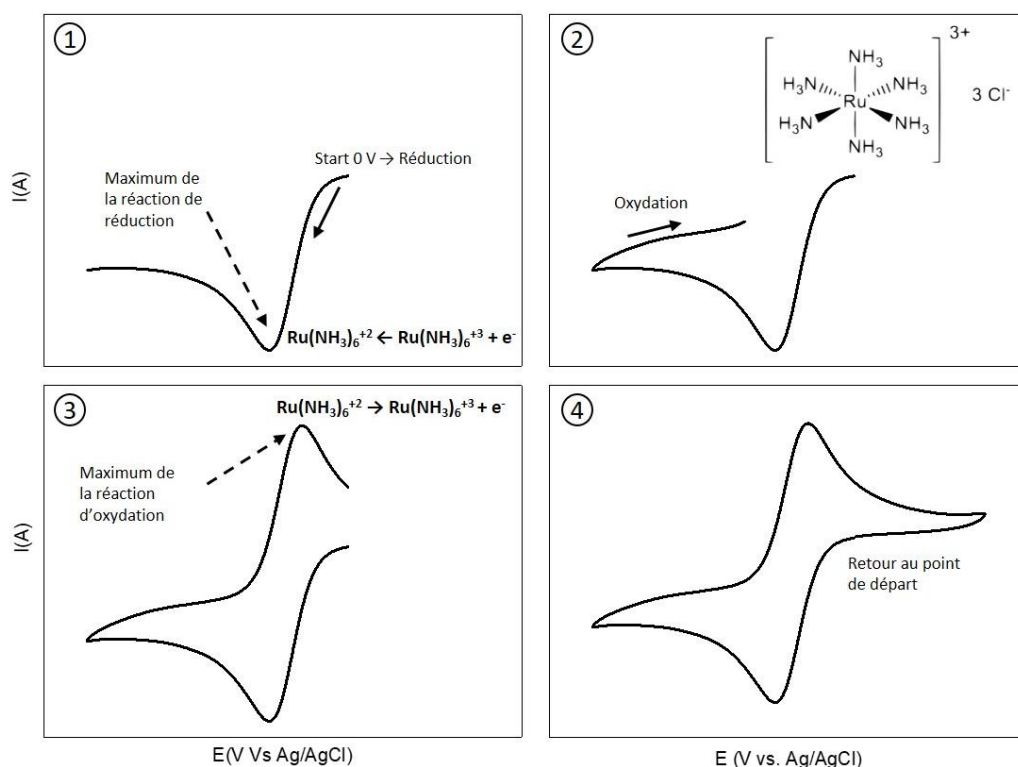 1
Start 0 V → Réduction
Maximum de
la réaction de
réduction
Ru(NH₃)₆⁺² ← Ru(NH₃)₆⁺³ + e⁻
I(A)
2
3+
NH₃
H₃N NH₃
Ru
H₃N NH₃
NH₃
3 Cl⁻
Oxydation
3
Ru(NH₃)₆⁺² → Ru(NH₃)₆⁺³ + e⁻
Maximum de
la réaction
d'oxydation
I(A)
E(V Vs Ag/AgCl)
4
Retour au point
de départ
E (V vs. Ag/AgCl)